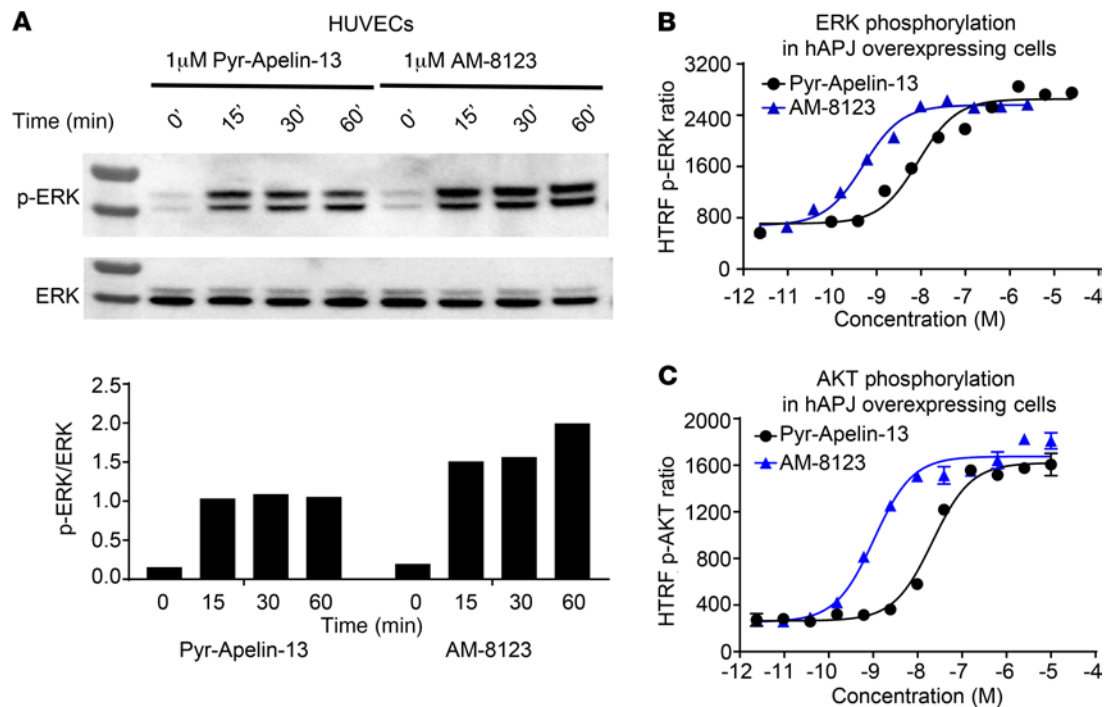 A
HUVECs
1μM Pyr-Apelin-13 1μM AM-8123
Time (min) 0' 15' 30' 60' 0' 15' 30' 60'
p-ERK
ERK
2.5
2.0
1.5
1.0
0.5
0.0
p-ERK/ERK
0 15 30 60 0 15 30 60
Time (min)
Pyr-Apelin-13 AM-8123
B
ERK phosphorylation
in hAPJ overexpressing cells
3200
2400
1600
800
0
HTRF p-ERK ratio
Pyr-Apelin-13
AM-8123
-12 -11 -10 -9 -8 -7 -6 -5 -4
Concentration (M)
C
AKT phosphorylation
in hAPJ overexpressing cells
2000
1600
1200
800
400
0
HTRF p-AKT ratio
Pyr-Apelin-13
AM-8123
-12 -11 -10 -9 -8 -7 -6 -5 -4
Concentration (M)